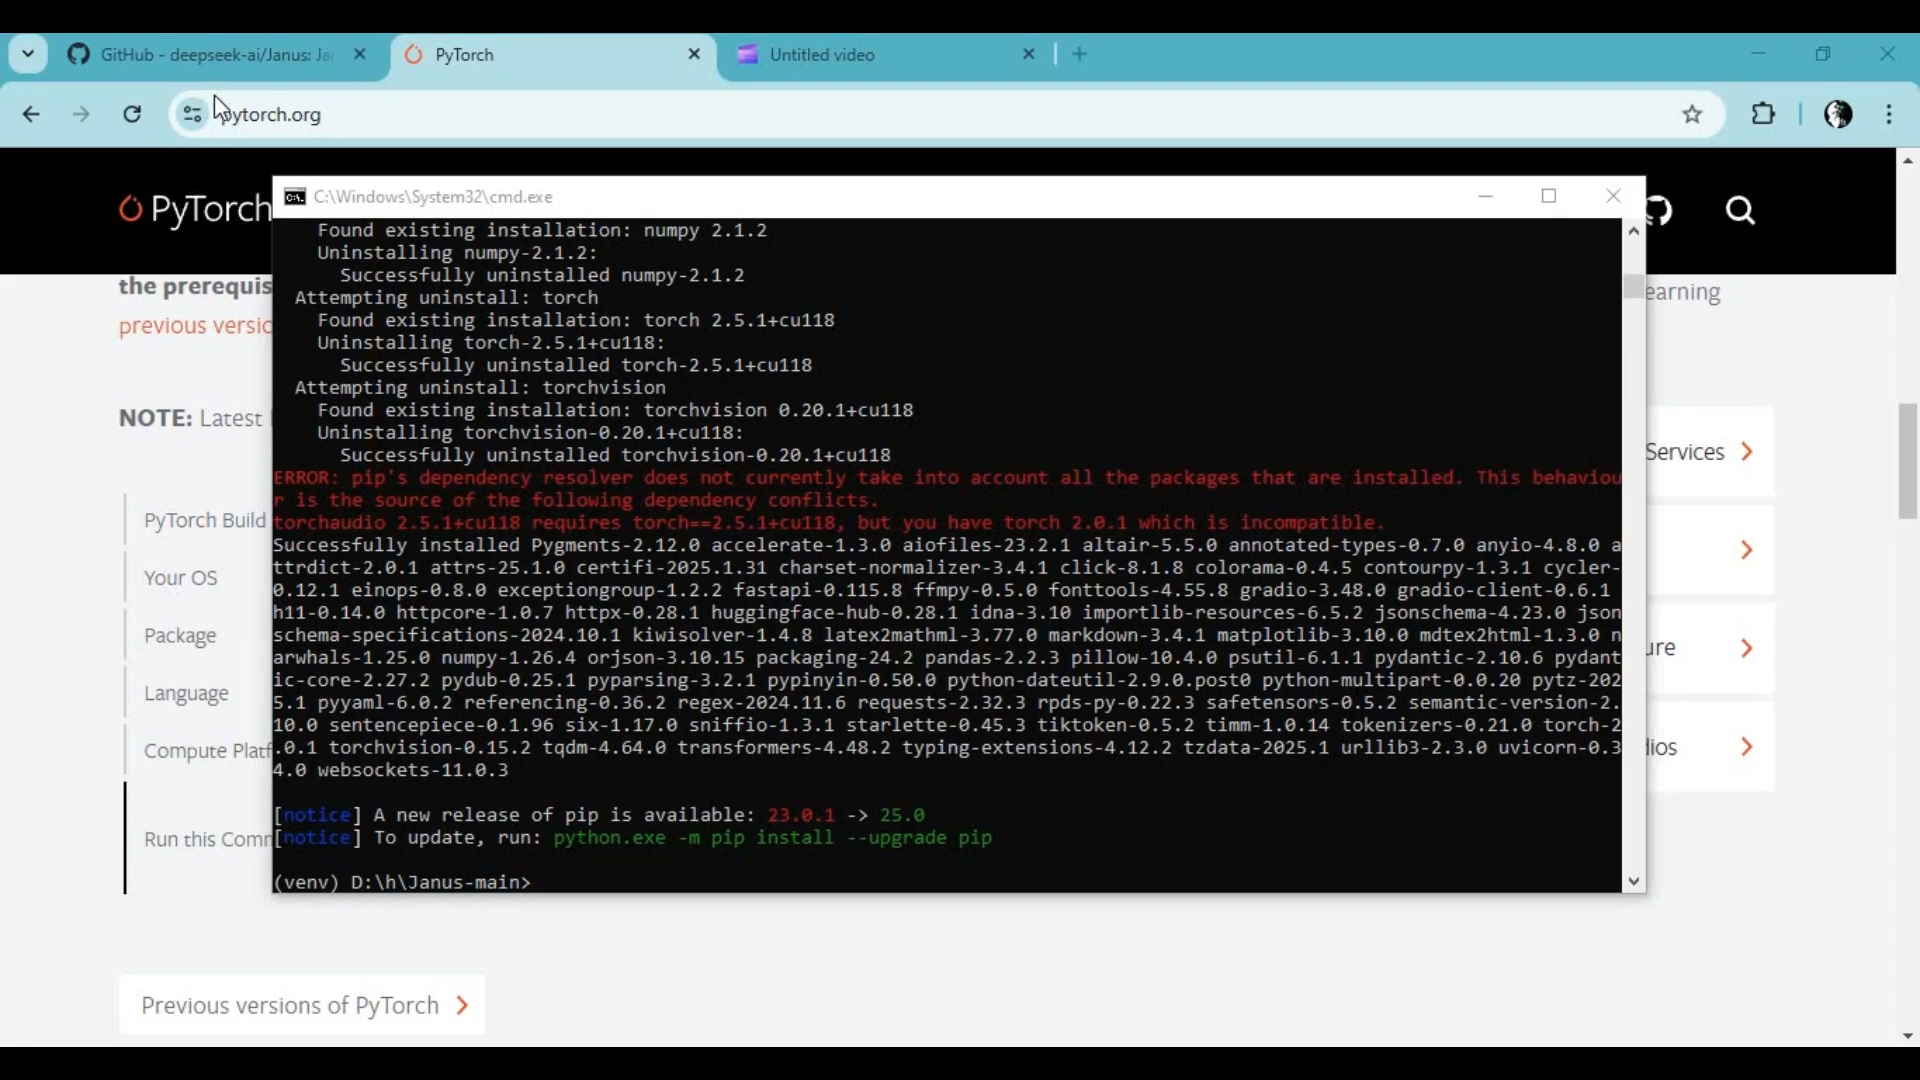 GitHub - deepseek-ai/Janus: Ja
PyTorch
Untitled video
pytorch.org
PyTorch
C:\Windows\System32\cmd.exe
the prerequis
previous versio
earning
NOTE: Latest
Services
PyTorch Build
Your OS
Package
ure
Language
Compute Platf
dios
Run this Comm
Found existing installation: numpy 2.1.2
Uninstalling numpy-2.1.2:
Successfully uninstalled numpy-2.1.2
Attempting uninstall: torch
Found existing installation: torch 2.5.1+cu118
Uninstalling torch-2.5.1+cu118:
Successfully uninstalled torch-2.5.1+cu118
Attempting uninstall: torchvision
Found existing installation: torchvision 0.20.1+cu118
Uninstalling torchvision-0.20.1+cu118:
Successfully uninstalled torchvision-0.20.1+cu118
ERROR: pip's dependency resolver does not currently take into account all the packages that are installed. This behaviou
r is the source of the following dependency conflicts.
torchaudio 2.5.1+cu118 requires torch==2.5.1+cu118, but you have torch 2.0.1 which is incompatible.
Successfully installed Pygments-2.12.0 accelerate-1.3.0 aiofiles-23.2.1 altair-5.5.0 annotated-types-0.7.0 anyio-4.8.0 a
ttrdict-2.0.1 attrs-25.1.0 certifi-2025.1.31 charset-normalizer-3.4.1 click-8.1.8 colorama-0.4.5 contourpy-1.3.1 cycler-
0.12.1 einops-0.8.0 exceptiongroup-1.2.2 fastapi-0.115.8 ffmpy-0.5.0 fonttools-4.55.8 gradio-3.48.0 gradio-client-0.6.1
h11-0.14.0 httpcore-1.0.7 httpx-0.28.1 huggingface-hub-0.28.1 idna-3.10 importlib-resources-6.5.2 jsonschema-4.23.0 json
schema-specifications-2024.10.1 kiwisolver-1.4.8 latex2mathml-3.77.0 markdown-3.4.1 matplotlib-3.10.0 mdtex2html-1.3.0 n
arwhals-1.25.0 numpy-1.26.4 orjson-3.10.15 packaging-24.2 pandas-2.2.3 pillow-10.4.0 psutil-6.1.1 pydantic-2.10.6 pydant
ic-core-2.27.2 pydub-0.25.1 pyparsing-3.2.1 pypinyin-0.50.0 python-dateutil-2.9.0.post0 python-multipart-0.0.20 pytz-202
5.1 pyyaml-6.0.2 referencing-0.36.2 regex-2024.11.6 requests-2.32.3 rpds-py-0.22.3 safetensors-0.5.2 semantic-version-2.
10.0 sentencepiece-0.1.96 six-1.17.0 sniffio-1.3.1 starlette-0.45.3 tiktoken-0.5.2 timm-1.0.14 tokenizers-0.21.0 torch-2
.0.1 torchvision-0.15.2 tqdm-4.64.0 transformers-4.48.2 typing-extensions-4.12.2 tzdata-2025.1 urllib3-2.3.0 uvicorn-0.3
4.0 websockets-11.0.3
[notice] A new release of pip is available: 23.0.1 -> 25.0
[notice] To update, run: python.exe -m pip install --upgrade pip
(venv) D:\h\Janus-main>
Previous versions of PyTorch